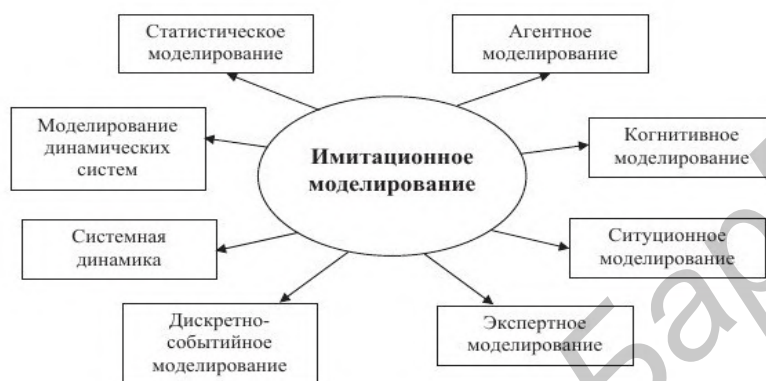 Статистическое
моделирование
Агентное
моделирование
Моделирование
динамических
систем
Имитационное
моделирование
Когнитивное
моделирование
Системная
динамика
Ситуционное
моделирование
Дискретно-
событийное
моделирование
Экспертное
моделирование